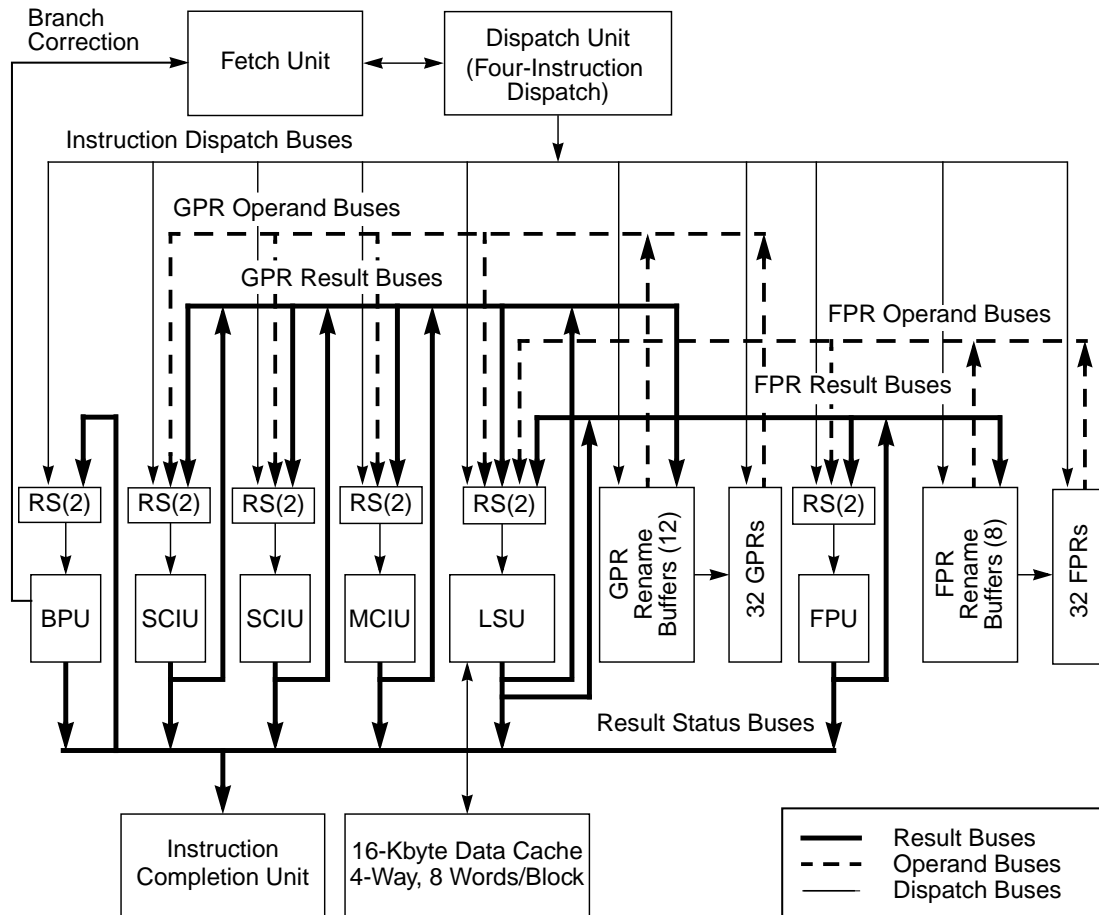 Branch
Correction
Fetch Unit
Dispatch Unit
(Four-Instruction
Dispatch)
Instruction Dispatch Buses
GPR Operand Buses
GPR Result Buses
FPR Operand Buses
FPR Result Buses
RS(2)
RS(2)
RS(2)
RS(2)
RS(2)
GPR
Rename
Buffers (12)
32 GPRs
RS(2)
FPR
Rename
Buffers (8)
32 FPRs
BPU
SCIU
SCIU
MCIU
LSU
FPU
Result Status Buses
Instruction
Completion Unit
16-Kbyte Data Cache
4-Way, 8 Words/Block
Result Buses
Operand Buses
Dispatch Buses